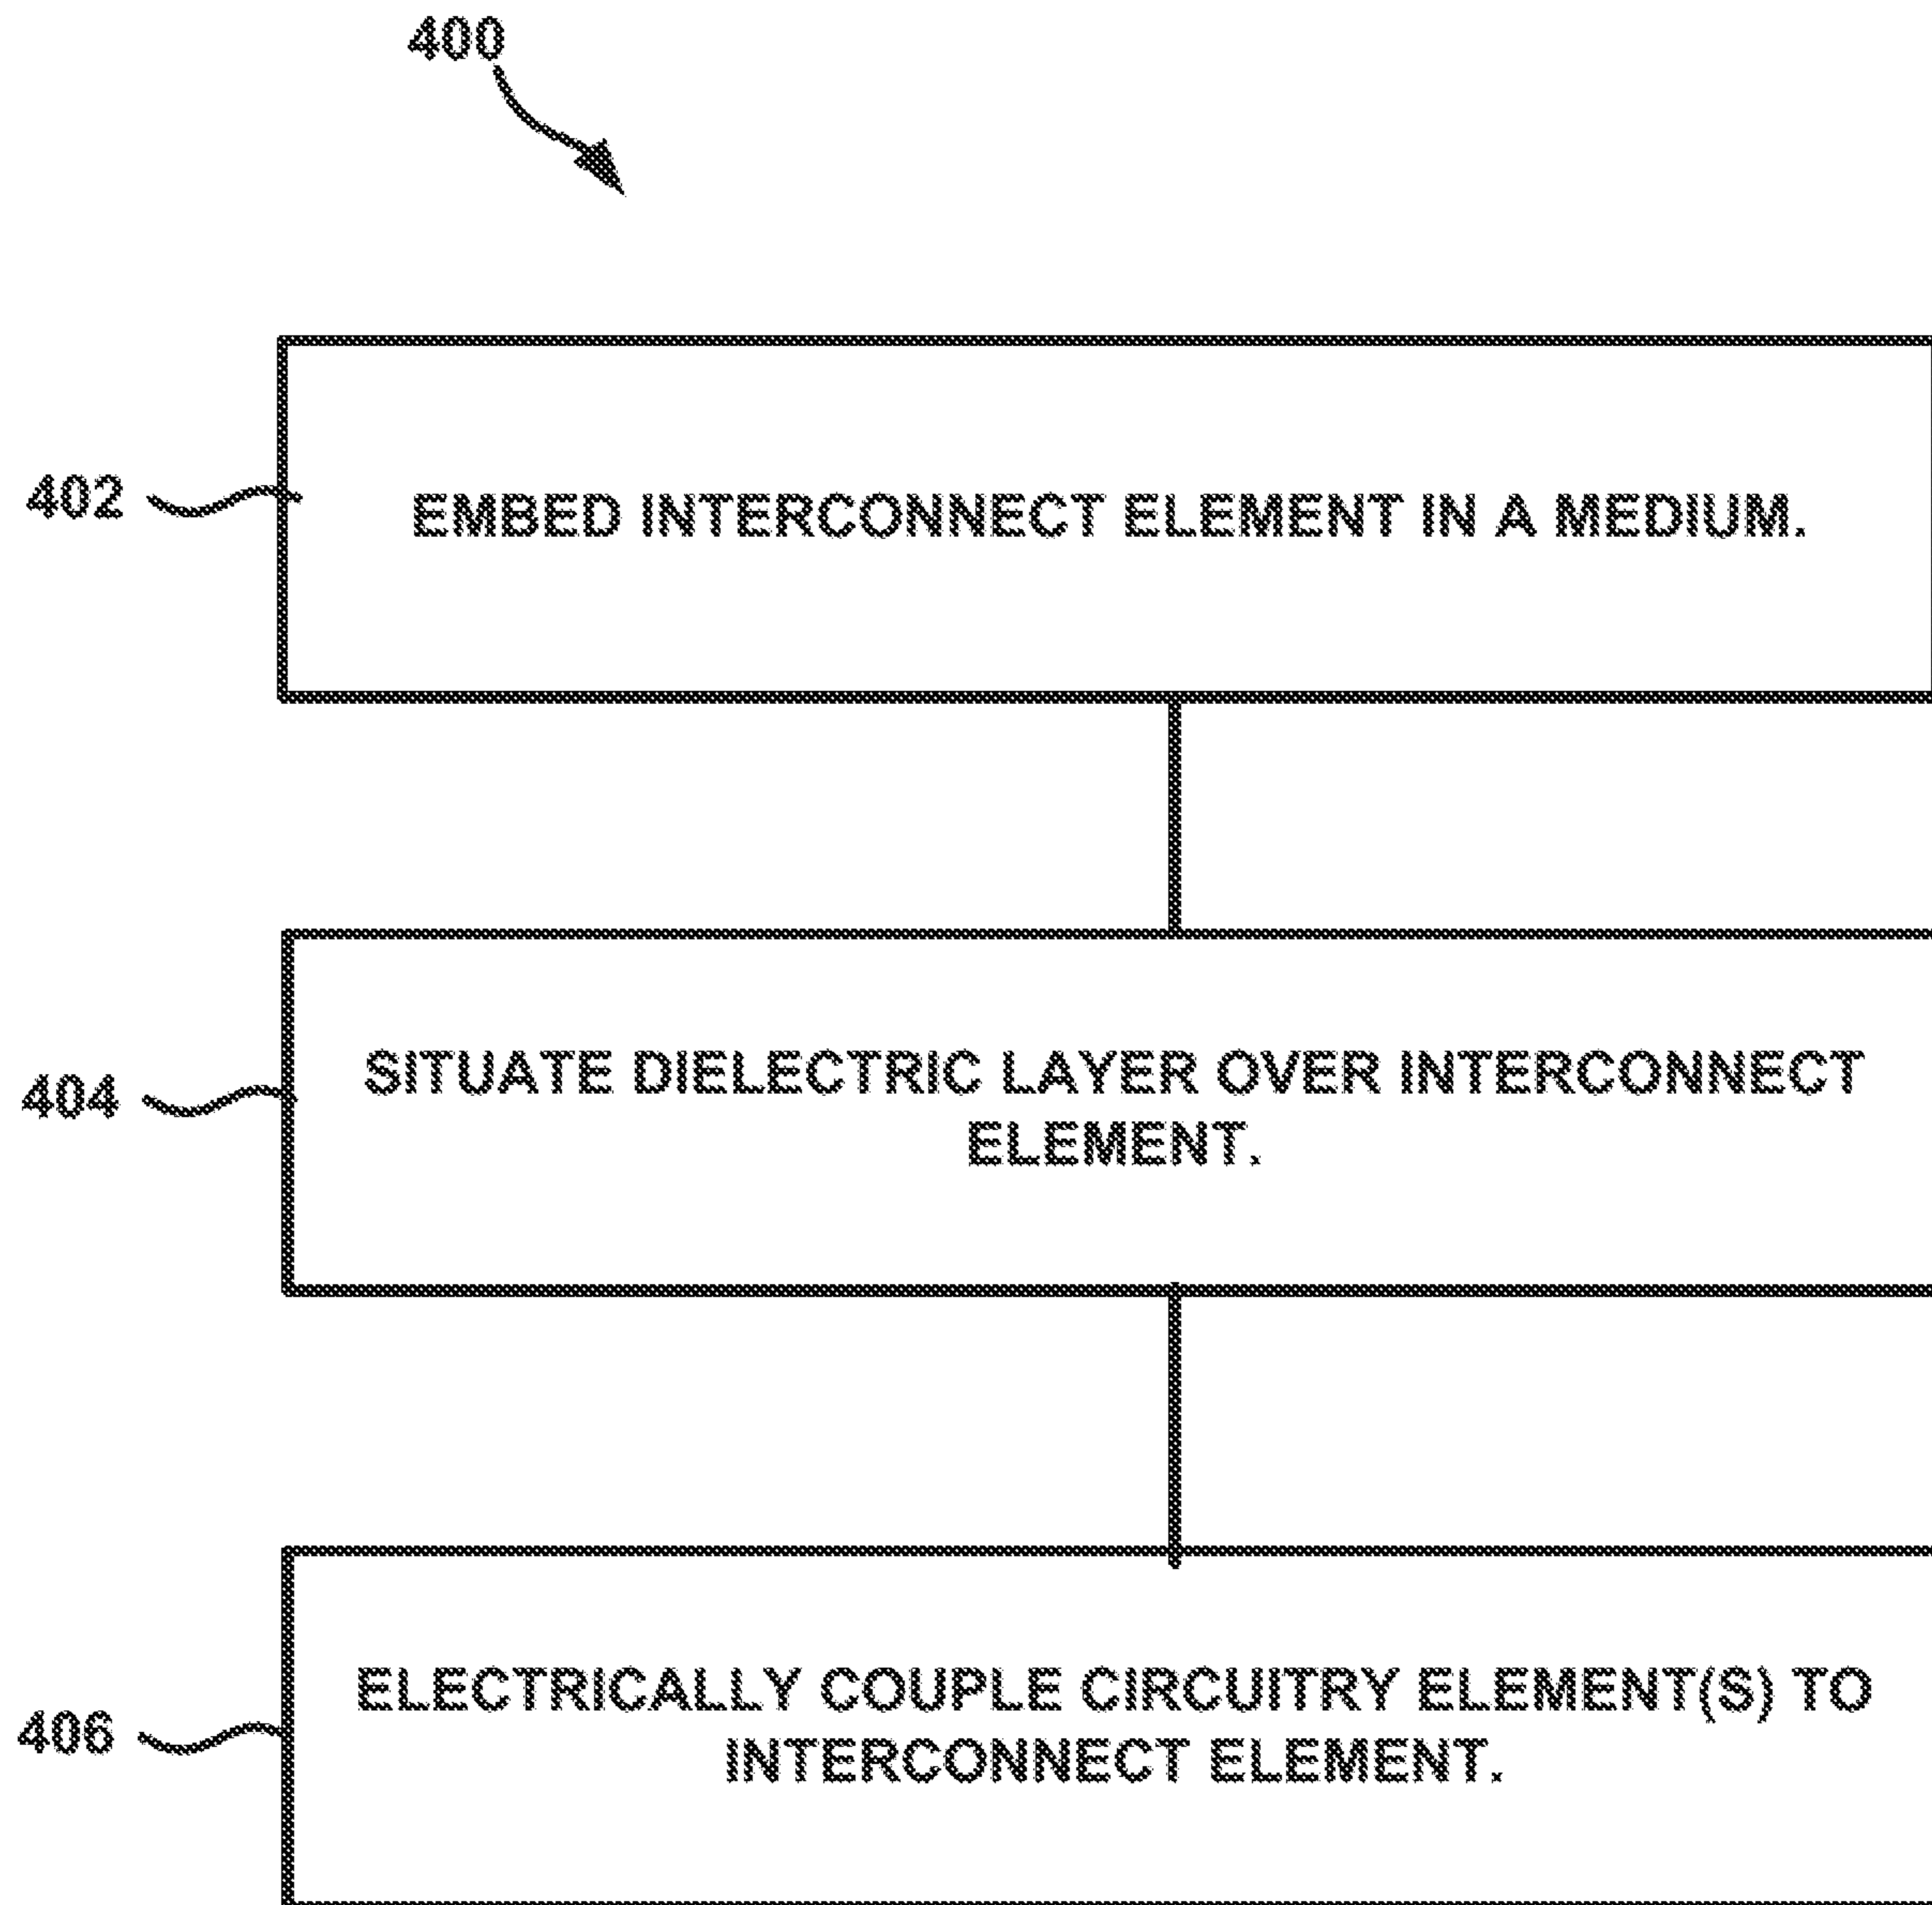 400
402
EMBED INTERCONNECT ELEMENT IN A MEDIUM.
404
SITUATE DIELECTRIC LAYER OVER INTERCONNECT
ELEMENT.
406
ELECTRICALLY COUPLE CIRCUITRY ELEMENT(S) TO
INTERCONNECT ELEMENT.